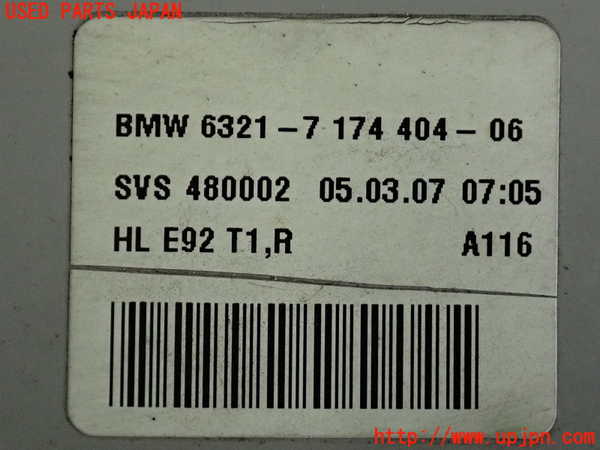 USED PARTS JAPAN
BMW 6321-7 174 404-06
SVS 480002 05.03.07 07:05
HL E92 T1,R A116
http://www.upjpn.com